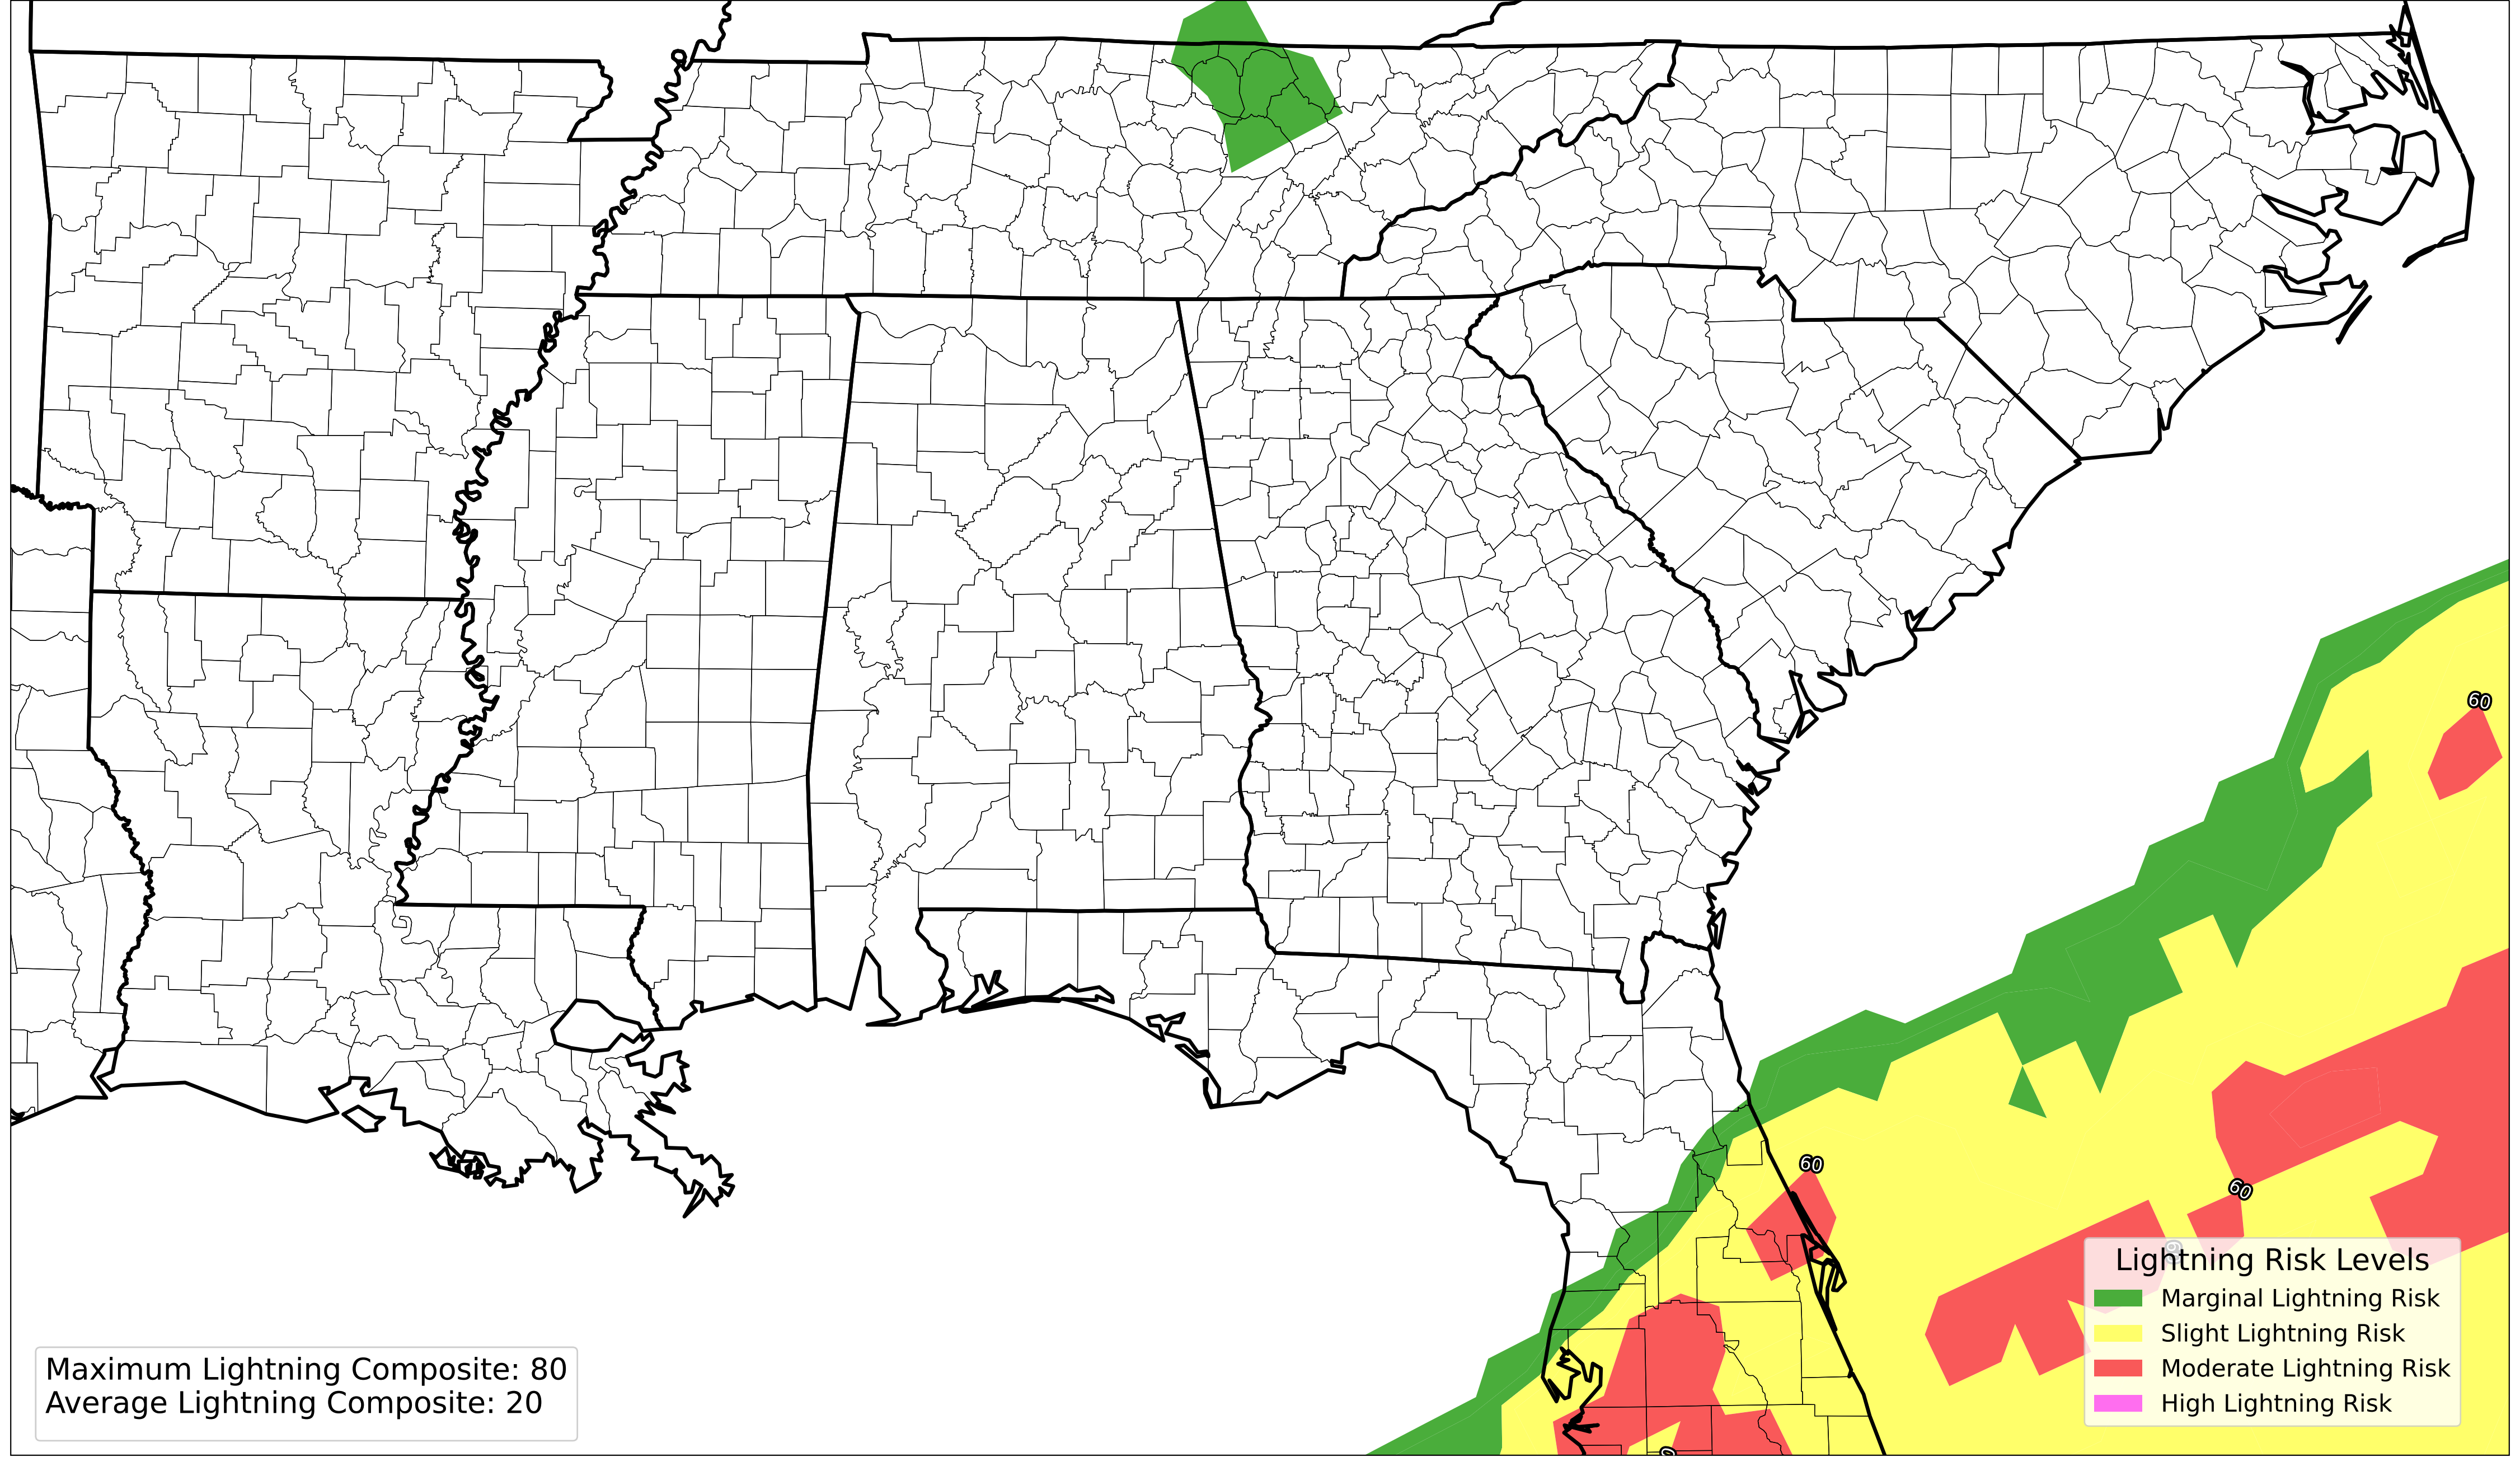 60
60
60
Lightning Risk Levels
Marginal Lightning Risk
Slight Lightning Risk
Moderate Lightning Risk
High Lightning Risk
Maximum Lightning Composite: 80
Average Lightning Composite: 20